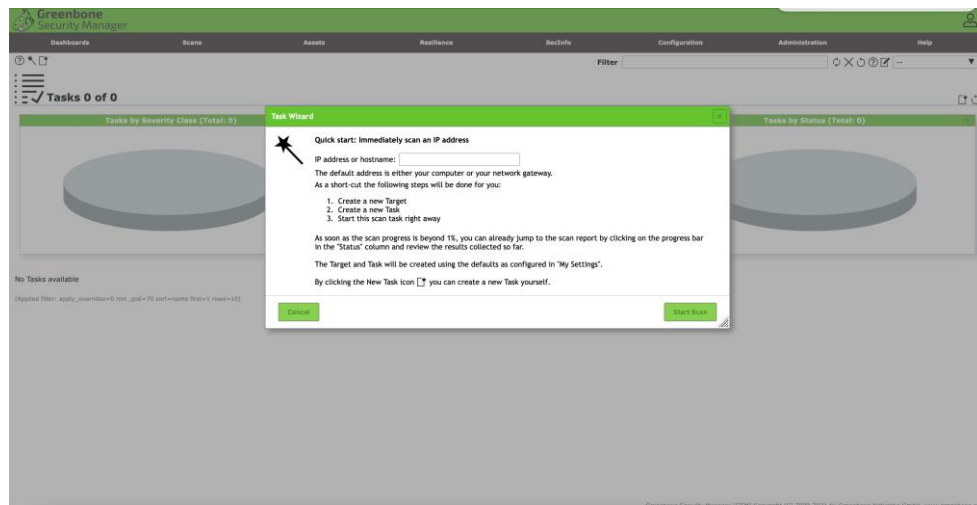 Greenbone
Security Manager
Dashboards Scans Assets Resilience SecInfo Configuration Administration Help
Filter
--
Tasks 0 of 0
Tasks by Severity Class (Total: 0)
Tasks by Status (Total: 0)
Task Wizard
Quick start: Immediately scan an IP address
IP address or hostname:
The default address is either your computer or your network gateway.
As a short-cut the following steps will be done for you:
1. Create a new Target
2. Create a new Task
3. Start this scan task right away
As soon as the scan progress is beyond 1%, you can already jump to the scan report by clicking on the progress bar
in the "Status" column and review the results collected so far.
The Target and Task will be created using the defaults as configured in "My Settings".
By clicking the New Task icon you can create a new Task yourself.
Cancel
Start Scan
No Tasks available
(Applied filter: apply_overrides=0 min_qod=70 sort=name first=1 rows=10)